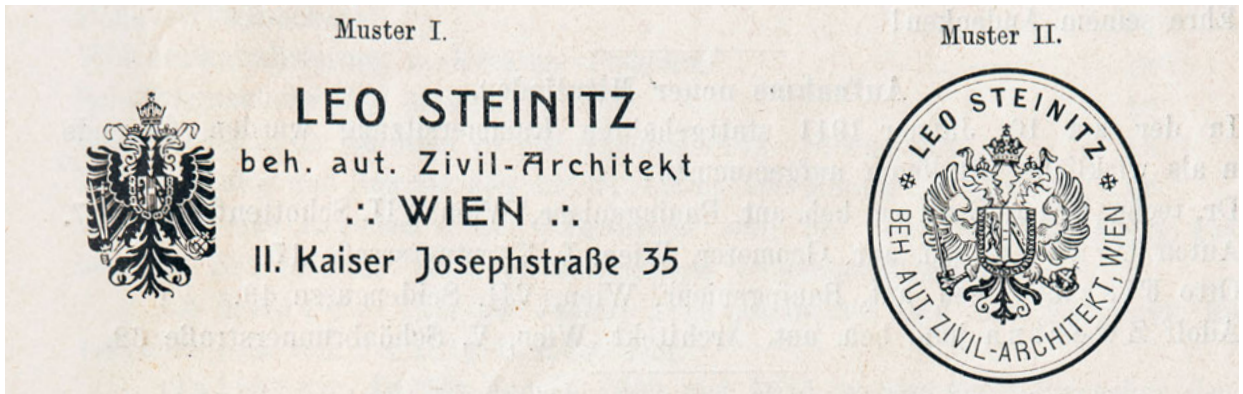 Muster I.
LEO STEINITZ
beh. aut. Zivil-Architekt
WIEN
II. Kaiser Josephstraße 35
Muster II.
LEO STEINITZ
BEH. AUT. ZIVIL-ARCHITEKT, WIEN